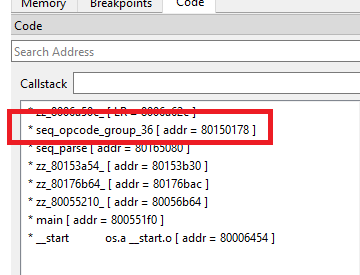 Memory Breakpoints Code
Code
Search Address
Callstack
* zz_8006a50c_ [ LR = 8006a62c ]
* seq_opcode_group_36 [ addr = 80150178 ]
* seq_parse [ addr = 80165080 ]
* zz_80153a54_ [ addr = 80153b30 ]
* zz_80176b64_ [ addr = 80176bac ]
* zz_80055210_ [ addr = 80056b64 ]
* main [ addr = 800551f0 ]
* __start os.a __start.o [ addr = 80006454 ]